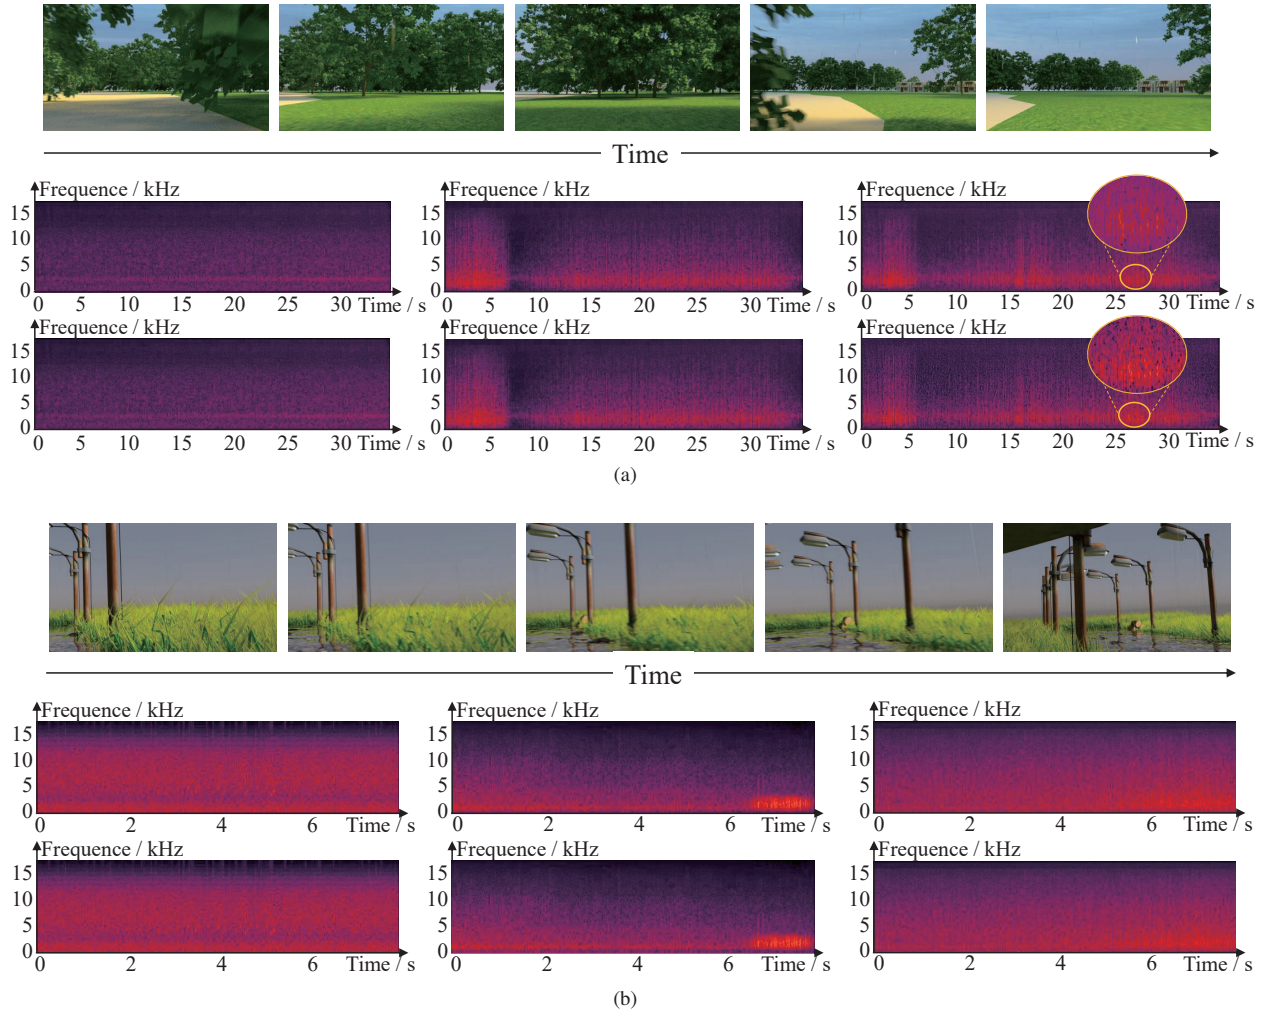 Time
Frequence / kHz Frequence / kHz Frequence / kHz
15 15 15
10 10 10
5 5 5
0 0 0
0 5 10 15 20 25 30 Time / s 0 5 10 15 20 25 30 Time / s 0 5 10 15 20 25 30 Time / s
Frequence / kHz Frequence / kHz Frequence / kHz
15 15 15
10 10 10
5 5 5
0 0 0
0 5 10 15 20 25 30 Time / s 0 5 10 15 20 25 30 Time / s 0 5 10 15 20 25 30 Time / s
(a)
Time
Frequence / kHz Frequence / kHz Frequence / kHz
15 15 15
10 10 10
5 5 5
0 0 0
0 2 4 6 Time / s 0 2 4 6 Time / s 0 2 4 6 Time / s
Frequence / kHz Frequence / kHz Frequence / kHz
15 15 15
10 10 10
5 5 5
0 0 0
0 2 4 6 Time / s 0 2 4 6 Time / s 0 2 4 6 Time / s
(b)